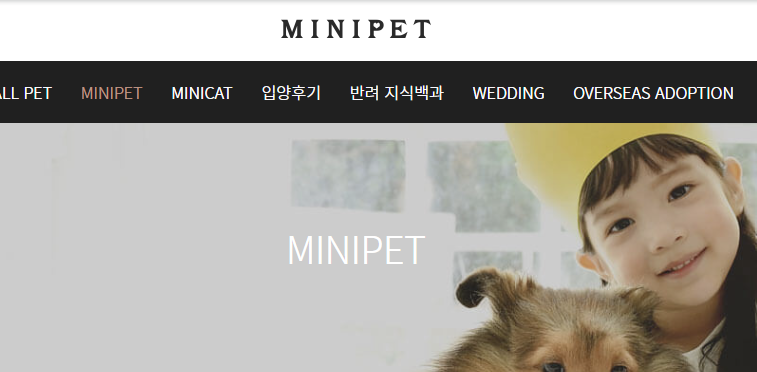 MINIPET
ALL PET MINIPET MINICAT 입양후기 반려 지식백과 WEDDING OVERSEAS ADOPTION
MINIPET